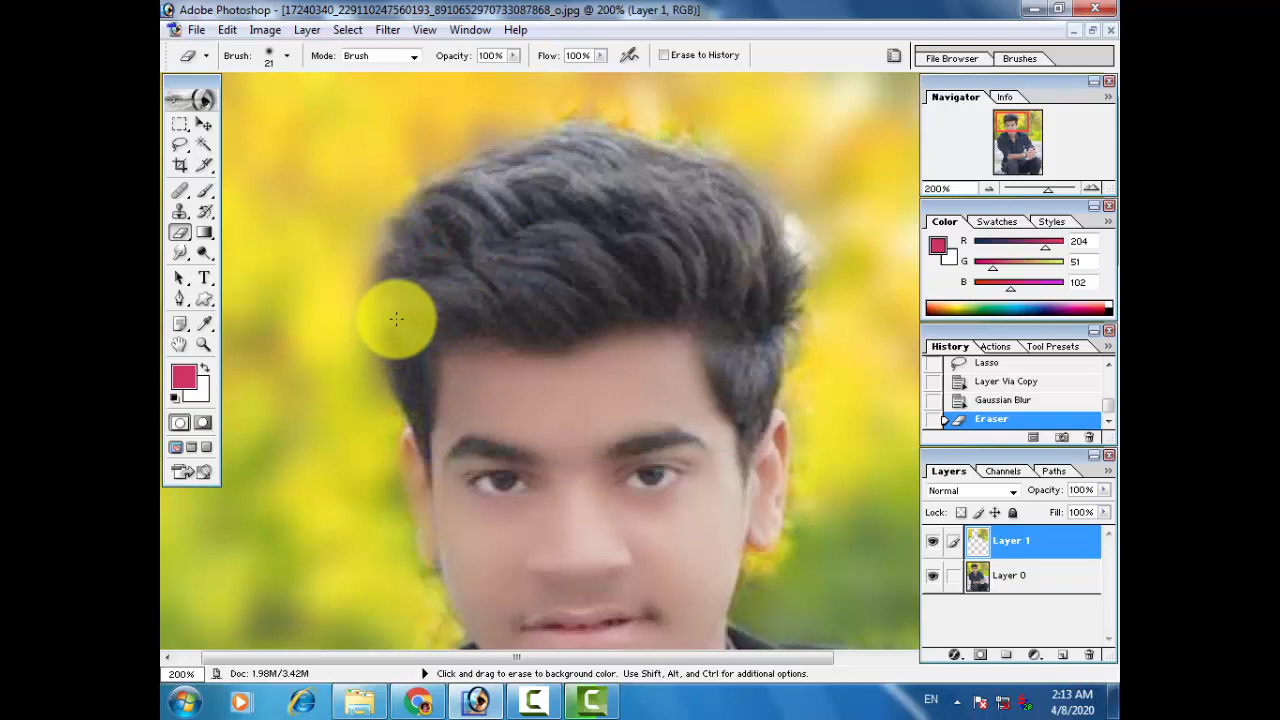 Adobe Photoshop - [17240340_229110247560193_8910652970733087868_o.jpg @ 200% (Layer 1, RGB)]
File Edit Image Layer Select Filter View Window Help
Brush: 21 Mode: Brush Opacity: 100% Flow: 100% Erase to History
File Browser Brushes
Navigator Info
200%
Color Swatches Styles
R 204
G 51
B 102
History Actions Tool Presets
Lasso
Layer Via Copy
Gaussian Blur
Eraser
Layers Channels Paths
Normal Opacity: 100%
Lock: Fill: 100%
Layer 1
Layer 0
200% Doc: 1.98M/3.42M Click and drag to erase to background color. Use Shift, Alt, and Ctrl for additional options.
EN 2:13 AM
4/8/2020